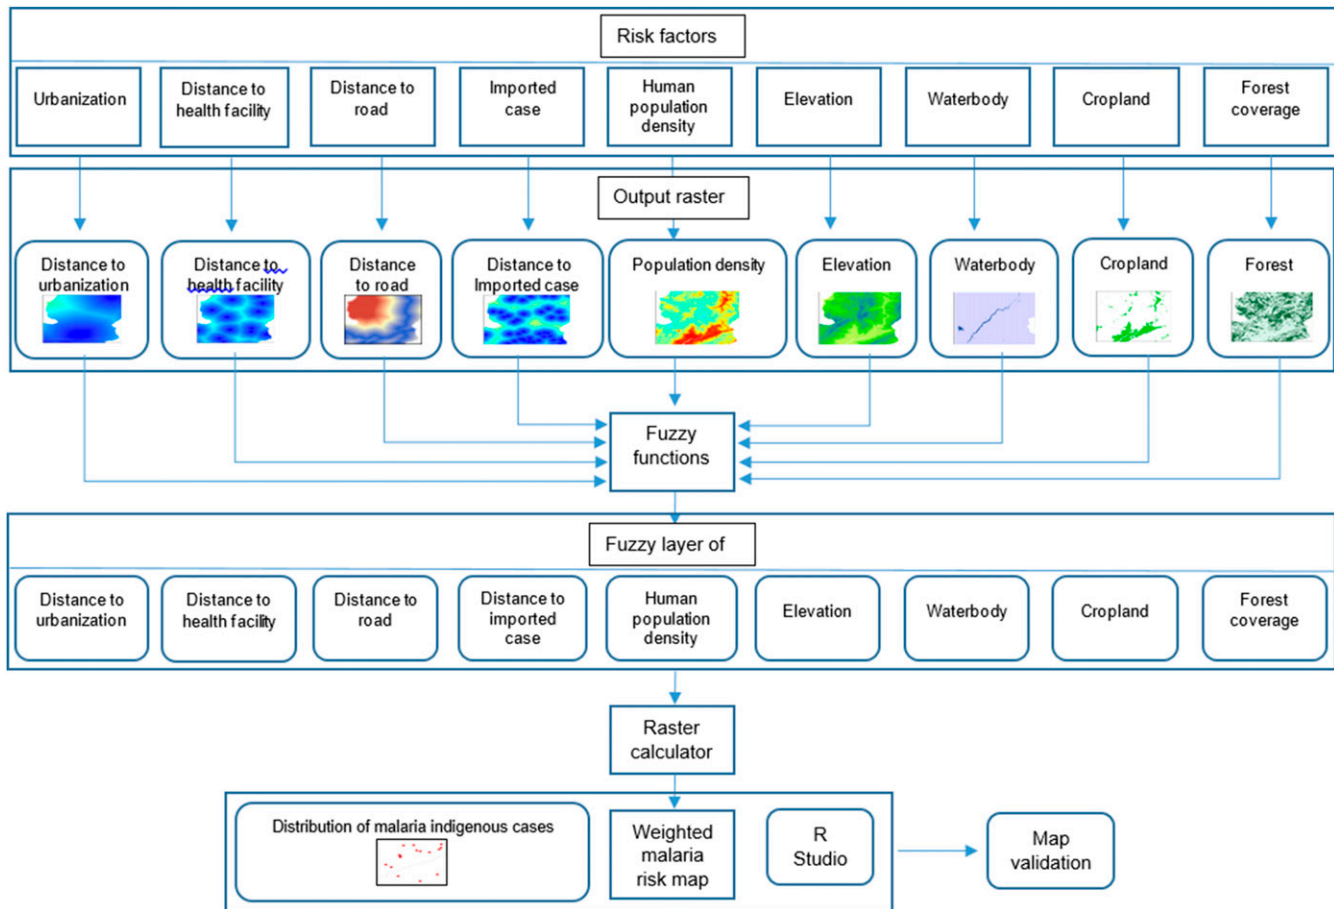 Risk factors
Urbanization
Distance to
health facility
Distance to
road
Imported
case
Human
population
density
Elevation
Waterbody
Cropland
Forest
coverage
Output raster
Distance to
urbanization
Distance to
health facility
Distance
to road
Distance to
Imported case
Population density
Elevation
Waterbody
Cropland
Forest
Fuzzy
functions
Fuzzy layer of
Distance to
urbanization
Distance to
health facility
Distance to
road
Distance to
imported
case
Human
population
density
Elevation
Waterbody
Cropland
Forest
coverage
Raster
calculator
Distribution of malaria indigenous cases
Weighted
malaria
risk map
R
Studio
Map
validation